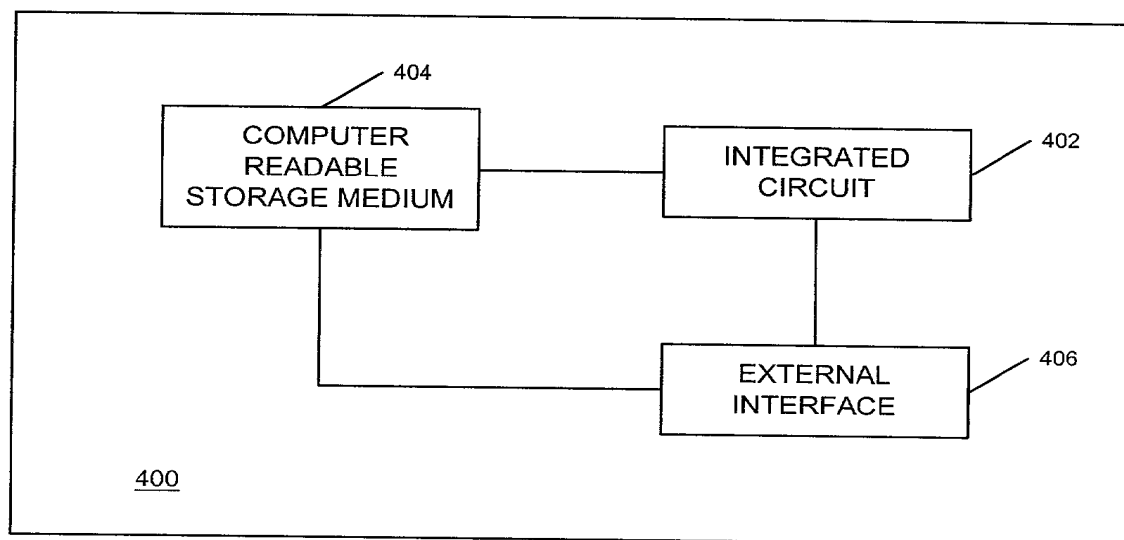 404
COMPUTER
READABLE
STORAGE MEDIUM
INTEGRATED
CIRCUIT
402
EXTERNAL
INTERFACE
406
400